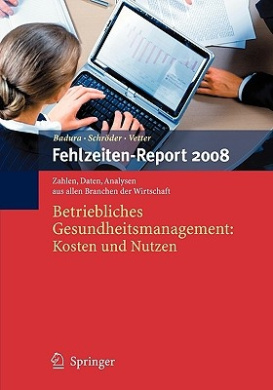 Badura · Schröder · Vetter
Fehlzeiten-Report 2008
Zahlen, Daten, Analysen
aus allen Branchen der Wirtschaft
Betriebliches
Gesundheitsmanagement:
Kosten und Nutzen
Springer